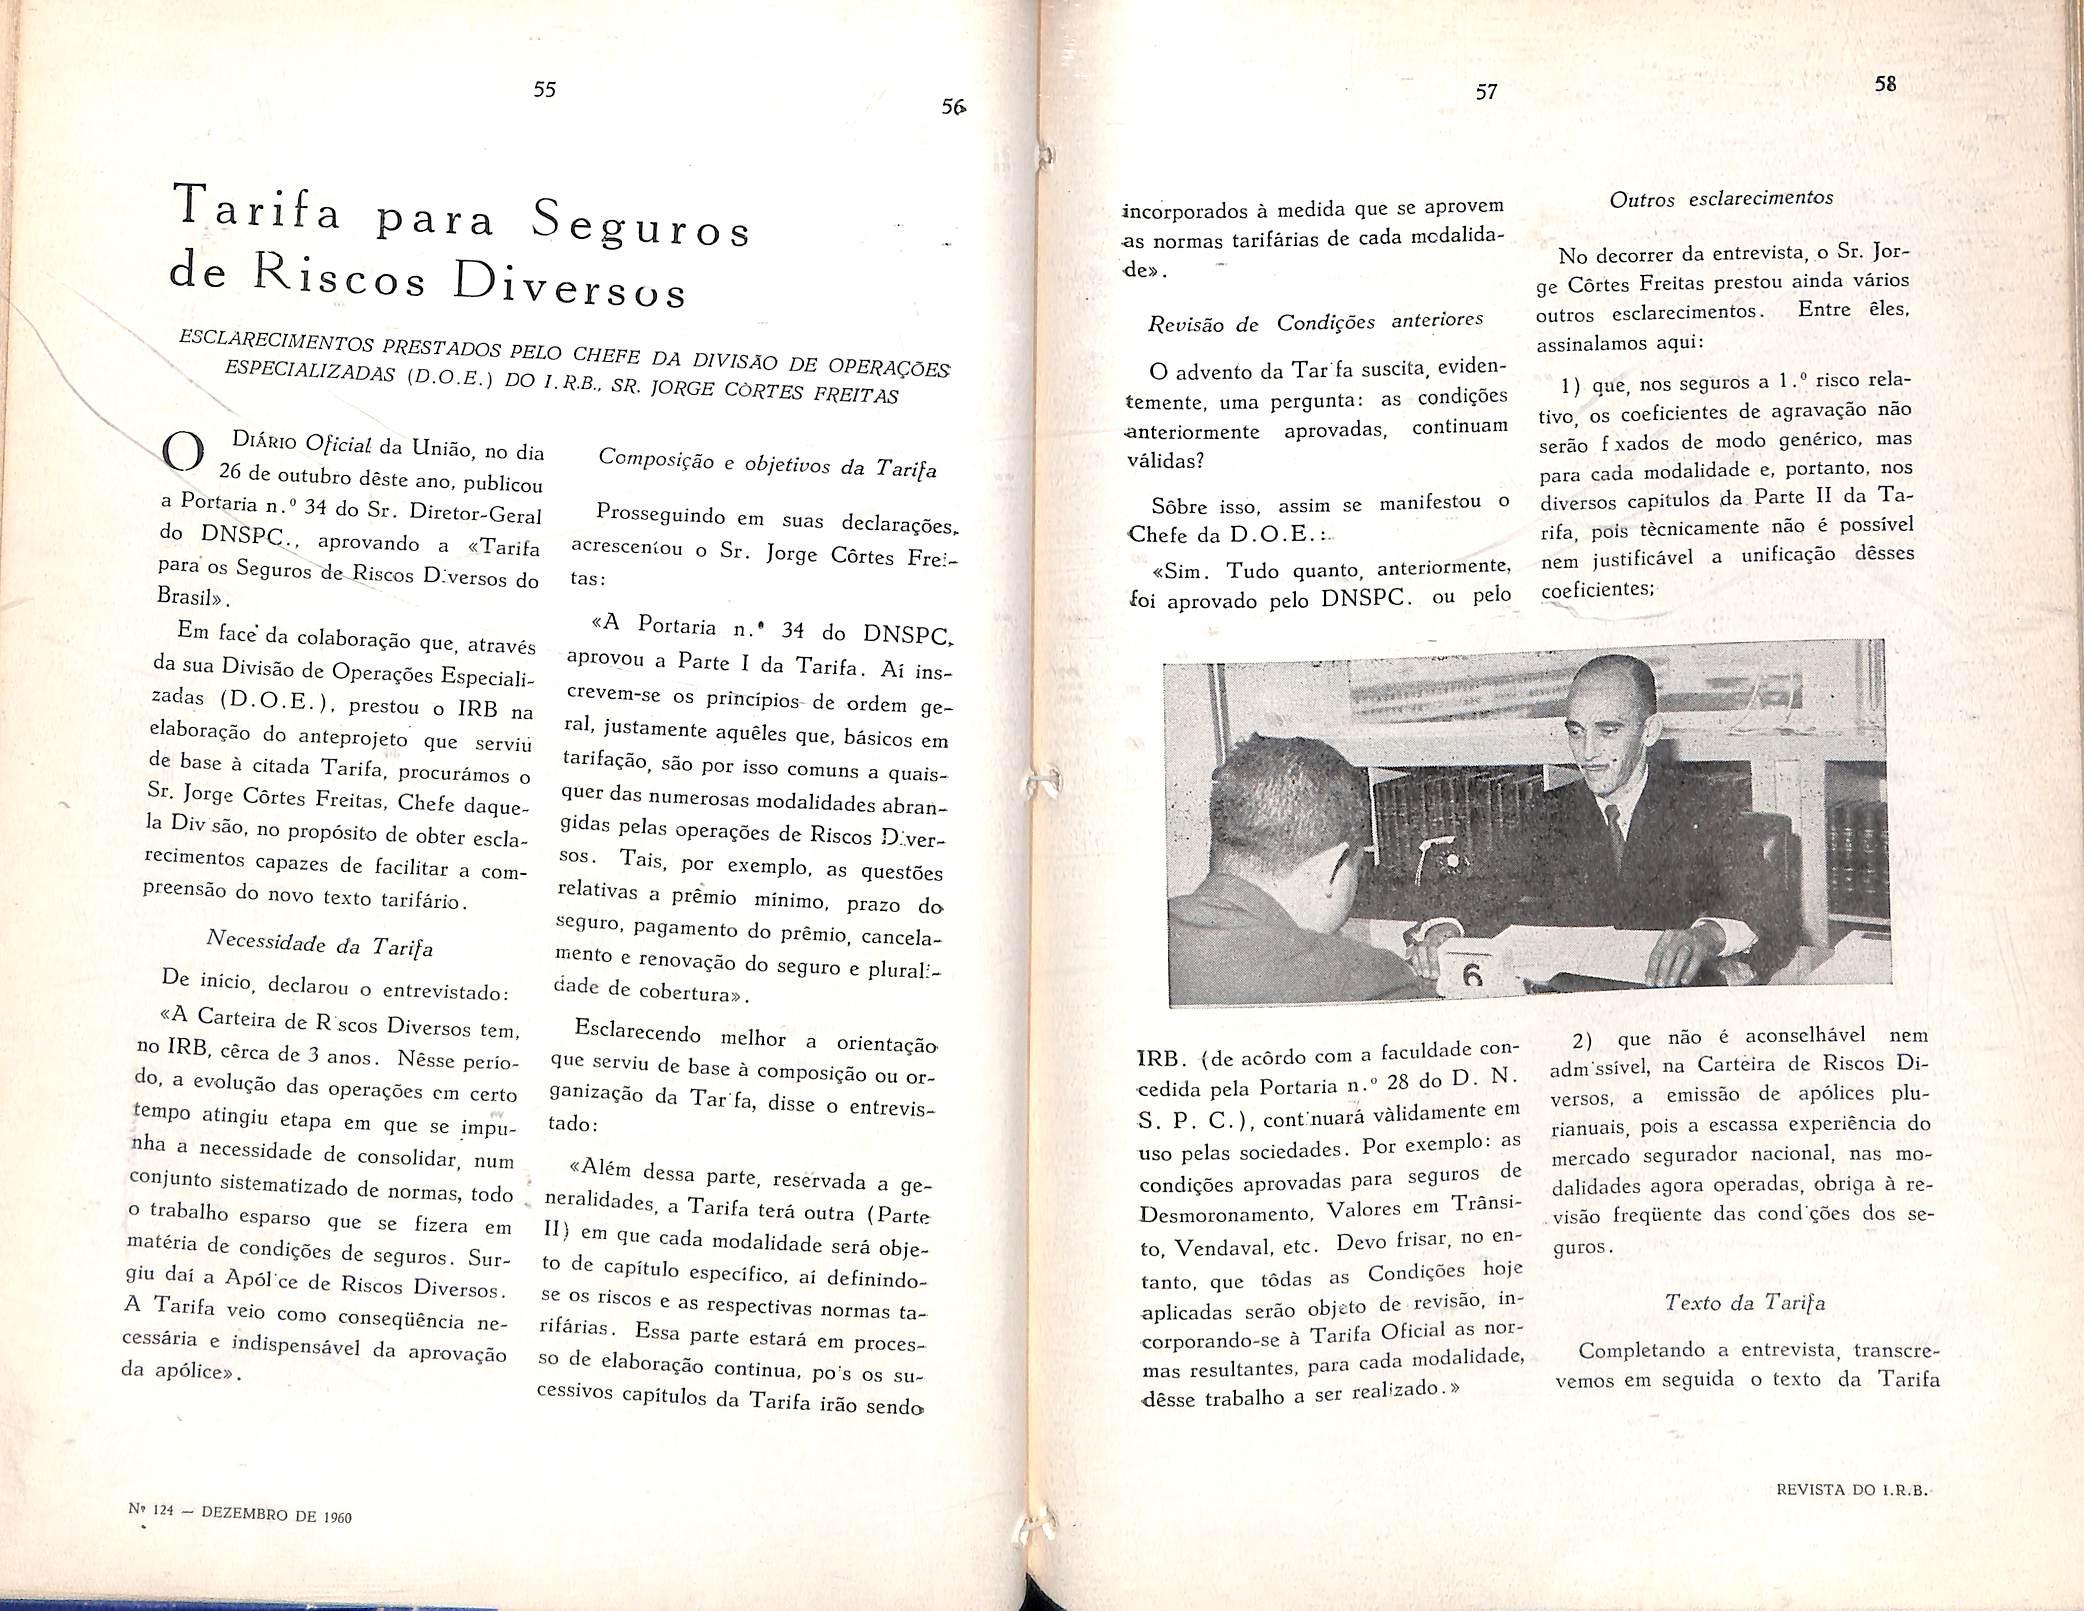 55
56
Tarifa para Seguros
de Riscos Diversos
ESCLARECIMENTOS PRESTADOS PELO CHEFE DA DIVISÃO DE OPERAÇÕES
ESPECIALIZADAS (D.O.E.) DO I.R.B., SR. JORGE CÔRTES FREITAS
O DIÁRIO Oficial da União, no dia
26 de outubro dêste ano, publicou
a Portaria n.º 34 do Sr. Diretor-Geral
do DNSPC., aprovando a «Tarifa
para os Seguros de Riscos D:versos do
Brasil».
Em face da colaboração que, através
da sua Divisão de Operações Especiali-
zadas (D.O.E.), prestou o IRB na
elaboração do anteprojeto que serviu
de base à citada Tarifa, procurámos o
Sr. Jorge Côrtes Freitas, Chefe daque-
la Div são, no propósito de obter escla-
recimentos capazes de facilitar a com-
preensão do novo texto tarifário.
Necessidade da Tarifa
De início, declarou o entrevistado:
«A Carteira de R scos Diversos tem,
no IRB, cêrca de 3 anos. Nêsse perío-
do, a evolução das operações em certo
tempo atingiu etapa em que se impu-
nha a necessidade de consolidar, num
conjunto sistematizado de normas, todo
o trabalho esparso que se fizera em
matéria de condições de seguros. Sur-
giu daí a Apól ce de Riscos Diversos.
A Tarifa veio como conseqüência ne-
cessária e indispensável da aprovação
da apólice».
Composição e objetivos da Tarifa
Prosseguindo em suas declarações,
acrescentou o Sr. Jorge Côrtes Frei-
tas:
«A Portaria n.º 34 do DNSPC,
aprovou a Parte I da Tarifa. Aí ins-
crevem-se os princípios de ordem ge-
ral, justamente aquêles que, básicos em
tarifação, são por isso comuns a quais-
quer das numerosas modalidades abran-
gidas pelas operações de Riscos D:ver-
sos. Tais, por exemplo, as questões
relativas a prêmio mínimo, prazo do
seguro, pagamento do prêmio, cancela-
mento e renovação do seguro e plurali-
dade de cobertura».
Esclarecendo melhor a orientação
que serviu de base à composição ou or-
ganização da Tar fa, disse o entrevis-
tado:
«Além dessa parte, reservada a ge-
neralidades, a Tarifa terá outra (Parte
II) em que cada modalidade será obje-
to de capítulo específico, aí definindo-
se os riscos e as respectivas normas ta-
rifárias. Essa parte estará em proces-
so de elaboração continua, po's os su-
cessivos capítulos da Tarifa irão sendo
Nº 124 — DEZEMBRO DE 1960
57
58
incorporados à medida que se aprovem
as normas tarifárias de cada modalida-
de».
Revisão de Condições anteriores
O advento da Tar fa suscita, eviden-
temente, uma pergunta: as condições
anteriormente aprovadas, continuam
válidas?
Sôbre isso, assim se manifestou o
Chefe da D.O.E.:
«Sim. Tudo quanto, anteriormente,
foi aprovado pelo DNSPC. ou pelo
IRB. (de acôrdo com a faculdade con-
cedida pela Portaria n.º 28 do D. N.
S. P. C.), cont'nuará vàlidamente em
uso pelas sociedades. Por exemplo: as
condições aprovadas para seguros de
Desmoronamento, Valores em Trânsi-
to, Vendaval, etc. Devo frisar, no en-
tanto, que tôdas as Condições hoje
aplicadas serão objeto de revisão, in-
corporando-se à Tarifa Oficial as nor-
mas resultantes, para cada modalidade,
dêsse trabalho a ser realizado.»
Outros esclarecimentos
No decorrer da entrevista, o Sr. Jor-
ge Côrtes Freitas prestou ainda vários
outros esclarecimentos. Entre êles,
assinalamos aqui:
1) que, nos seguros a 1.º risco rela-
tivo, os coeficientes de agravação não
serão f xados de modo genérico, mas
para cada modalidade e, portanto, nos
diversos capítulos da Parte II da Ta-
rifa, pois tècnicamente não é possível
nem justificável a unificação dêsses
coeficientes;
6
2) que não é aconselhável nem
adm'ssível, na Carteira de Riscos Di-
versos, a emissão de apólices plu-
rianuais, pois a escassa experiência do
mercado segurador nacional, nas mo-
dalidades agora operadas, obriga à re-
visão freqüente das cond ções dos se-
guros.
Texto da Tarifa
Completando a entrevista, transcre-
vemos em seguida o texto da Tarifa
REVISTA DO I.R.B.